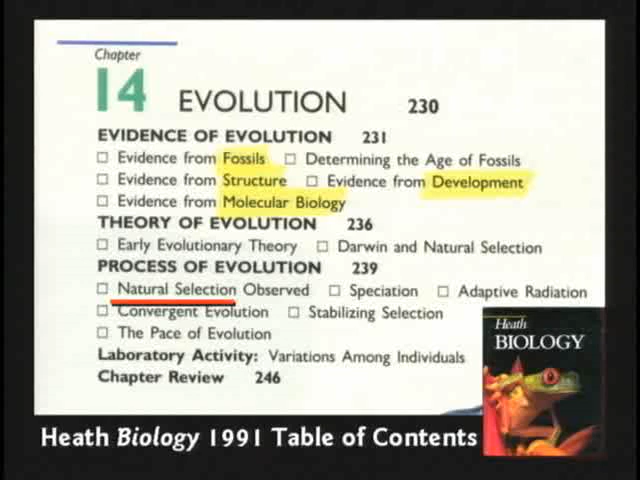 Chapter
14 EVOLUTION 230
EVIDENCE OF EVOLUTION 231
□ Evidence from Fossils □ Determining the Age of Fossils
□ Evidence from Structure □ Evidence from Development
□ Evidence from Molecular Biology
THEORY OF EVOLUTION 236
□ Early Evolutionary Theory □ Darwin and Natural Selection
PROCESS OF EVOLUTION 239
□ Natural Selection Observed □ Speciation □ Adaptive Radiation
□ Convergent Evolution □ Stabilizing Selection
□ The Pace of Evolution
Laboratory Activity: Variations Among Individuals
Chapter Review 246
Heath
BIOLOGY
Heath Biology 1991 Table of Contents